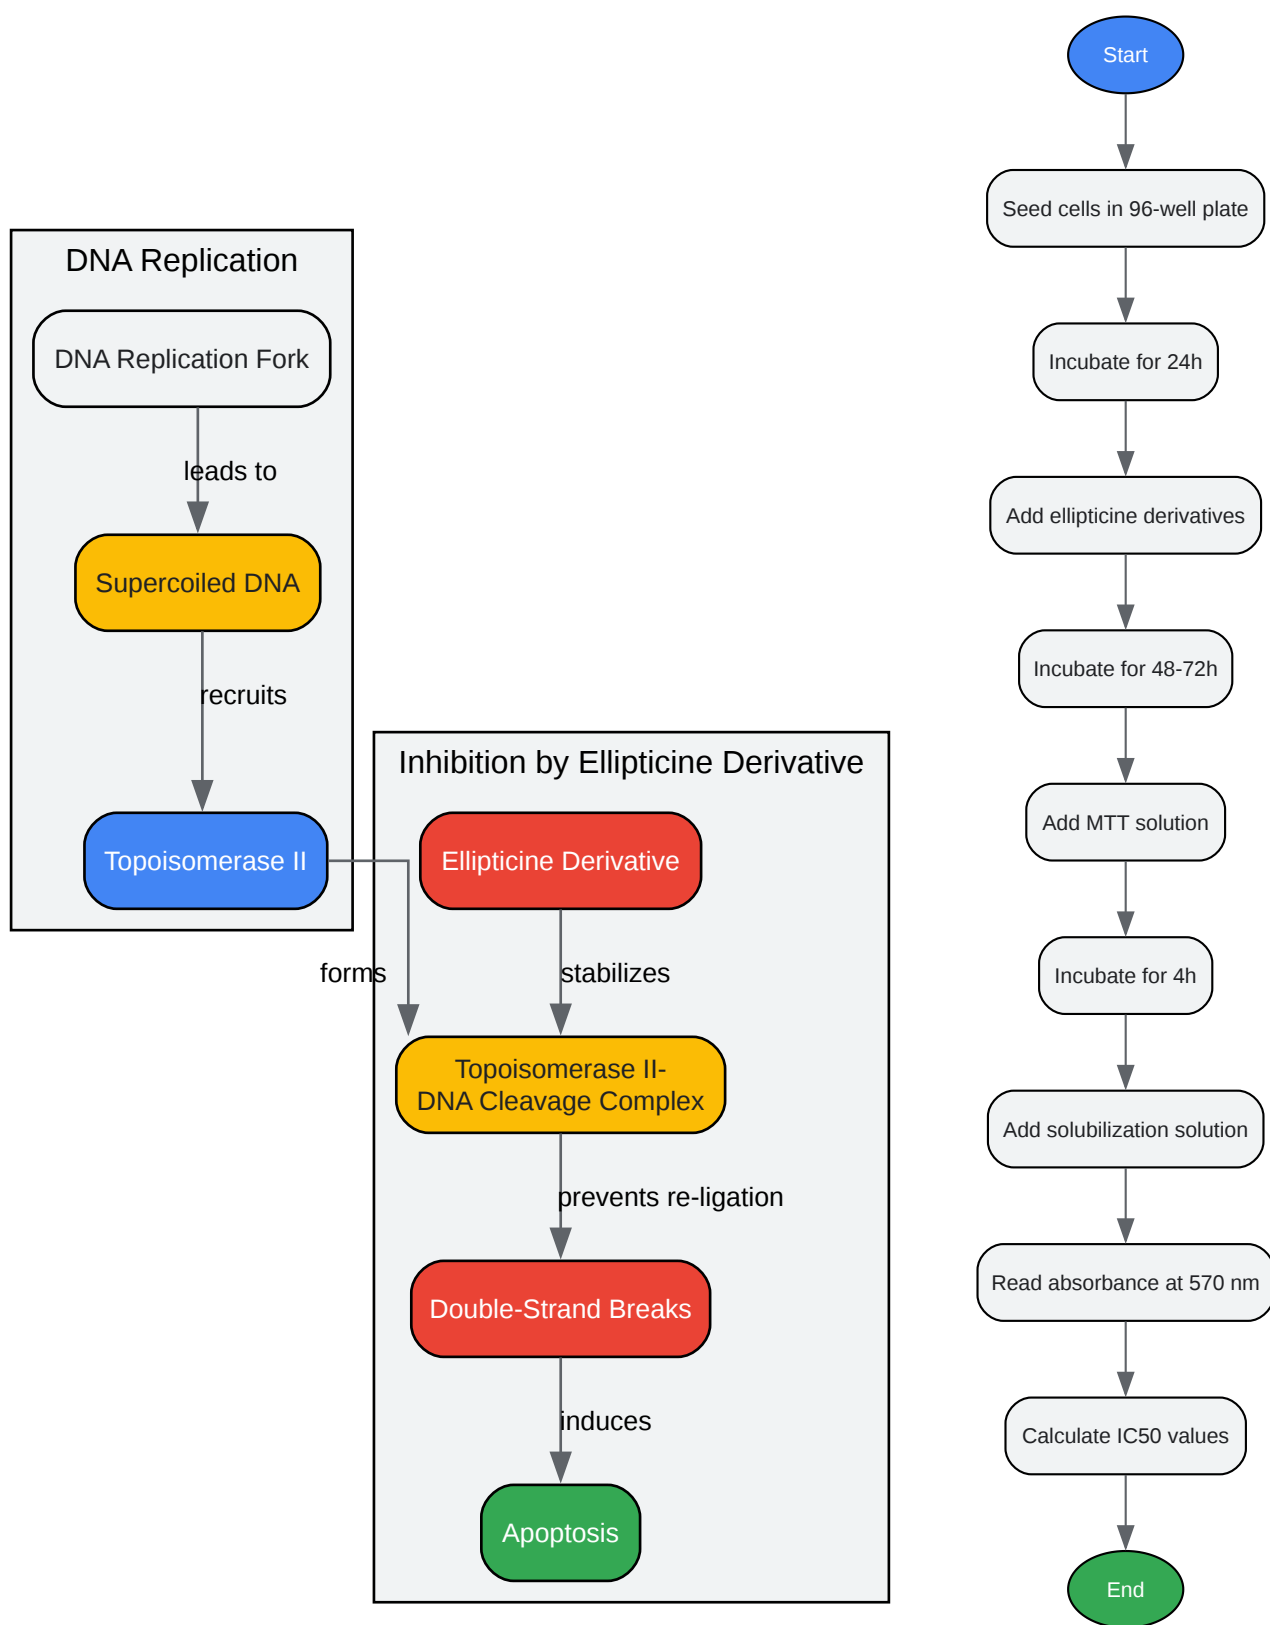 DNA Replication
DNA Replication Fork
leads to
Supercoiled DNA
recruits
Topoisomerase II
forms
Inhibition by Ellipticine Derivative
Ellipticine Derivative
stabilizes
Topoisomerase II-
DNA Cleavage Complex
prevents re-ligation
Double-Strand Breaks
induces
Apoptosis
Start
Seed cells in 96-well plate
Incubate for 24h
Add ellipticine derivatives
Incubate for 48-72h
Add MTT solution
Incubate for 4h
Add solubilization solution
Read absorbance at 570 nm
Calculate IC50 values
End